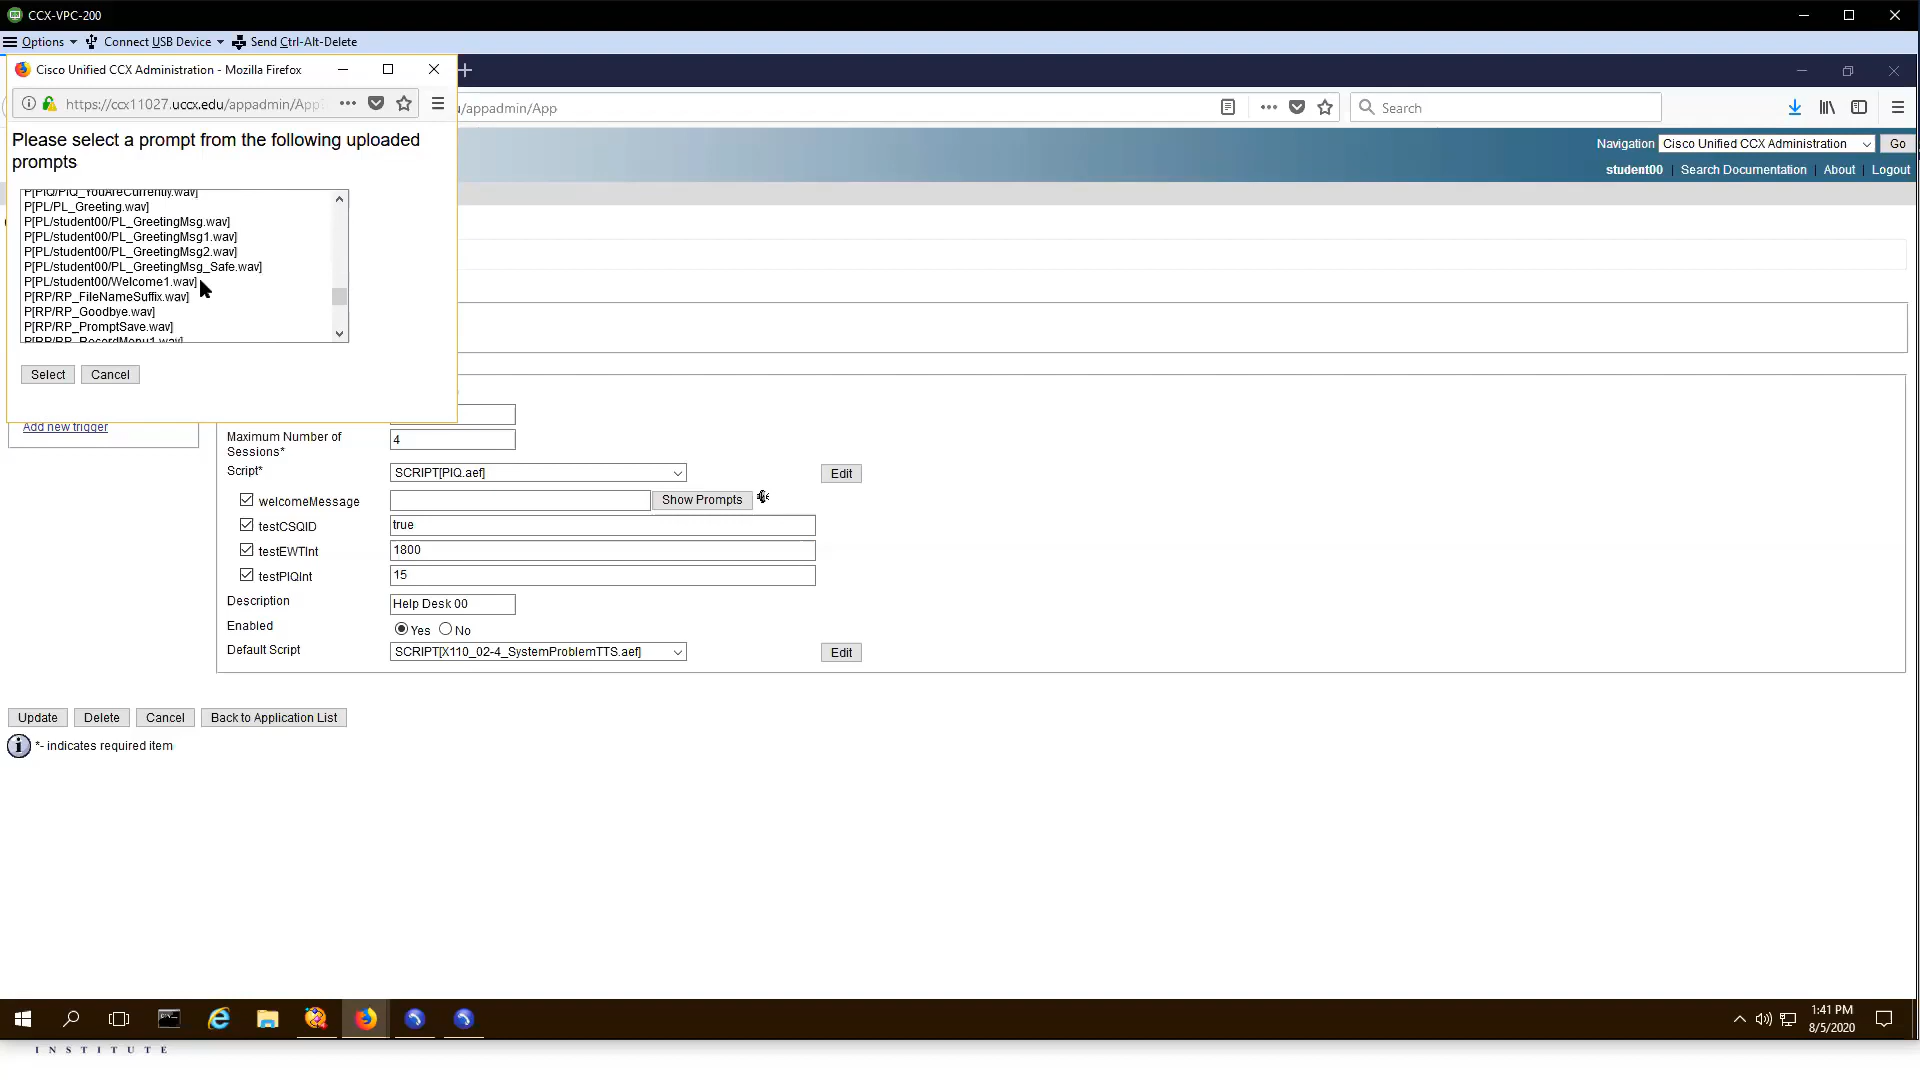 CCX-VPC-200
Options
Connect USB Device
Send Ctrl-Alt-Delete
Cisco Unified CCX Administration - Mozilla Firefox
https://ccx11027.uccx.edu/appadmin/App
u/appadmin/App
Search
Please select a prompt from the following uploaded
prompts
Navigation Cisco Unified CCX Administration Go
student00 | Search Documentation | About | Logout
P[PIQ/PIQ_YouAreCurrently.wav]
P[PL/PL_Greeting.wav]
P[PL/student00/PL_GreetingMsg.wav]
P[PL/student00/PL_GreetingMsg1.wav]
P[PL/student00/PL_GreetingMsg2.wav]
P[PL/student00/PL_GreetingMsg_Safe.wav]
P[PL/student00/Welcome1.wav]
P[RP/RP_FileNameSuffix.wav]
P[RP/RP_Goodbye.wav]
P[RP/RP_PromptSave.wav]
P[RP/RP_RecordMenu1.wav]
Select Cancel
Add new trigger
Maximum Number of
Sessions*
4
Script*
SCRIPT[PIQ.aef]
Edit
welcomeMessage
Show Prompts
testCSQID
true
testEWTInt
1800
testPIQInt
15
Description
Help Desk 00
Enabled
Yes No
Default Script
SCRIPT[X110_02-4_SystemProblemTTS.aef]
Edit
Update Delete Cancel Back to Application List
*- indicates required item
1:41 PM
8/5/2020
INSTITUTE